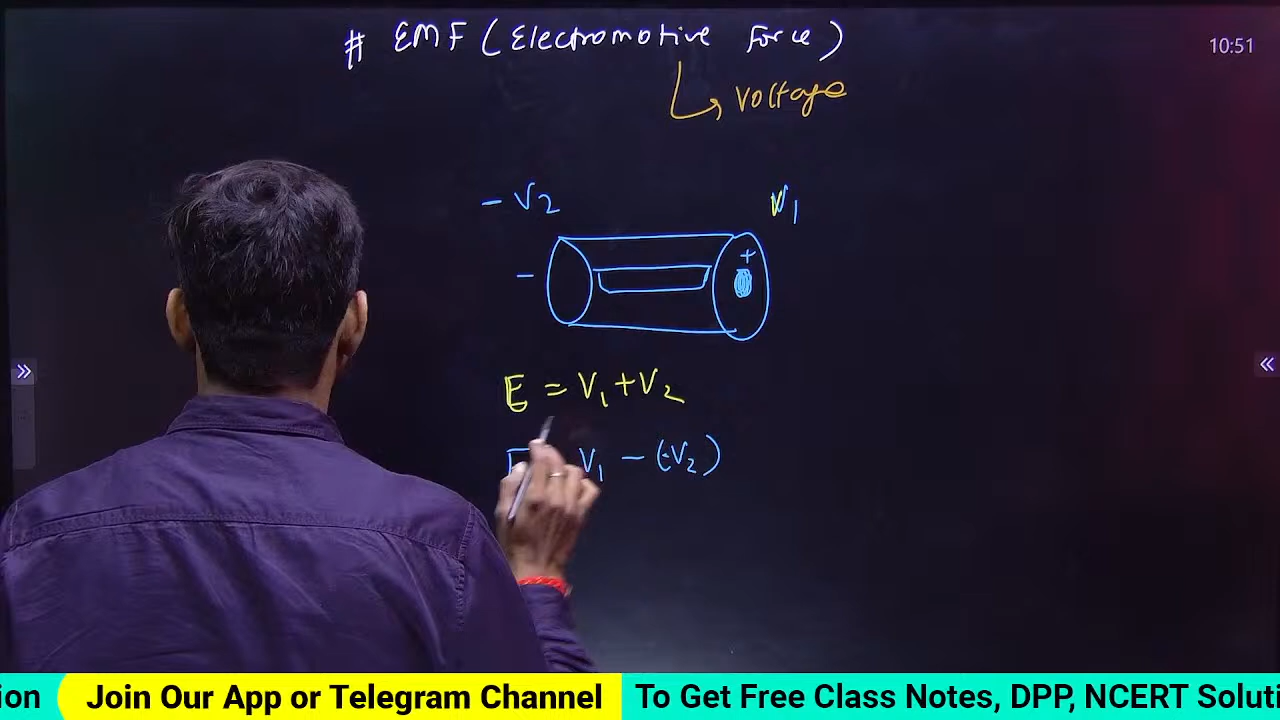 # EMF (Electromotive Force)
10:51
↳ Voltage
- V2 V1
- +
E = V1 + V2
V1 - (-V2)
ion Join Our App or Telegram Channel To Get Free Class Notes, DPP, NCERT Soluti